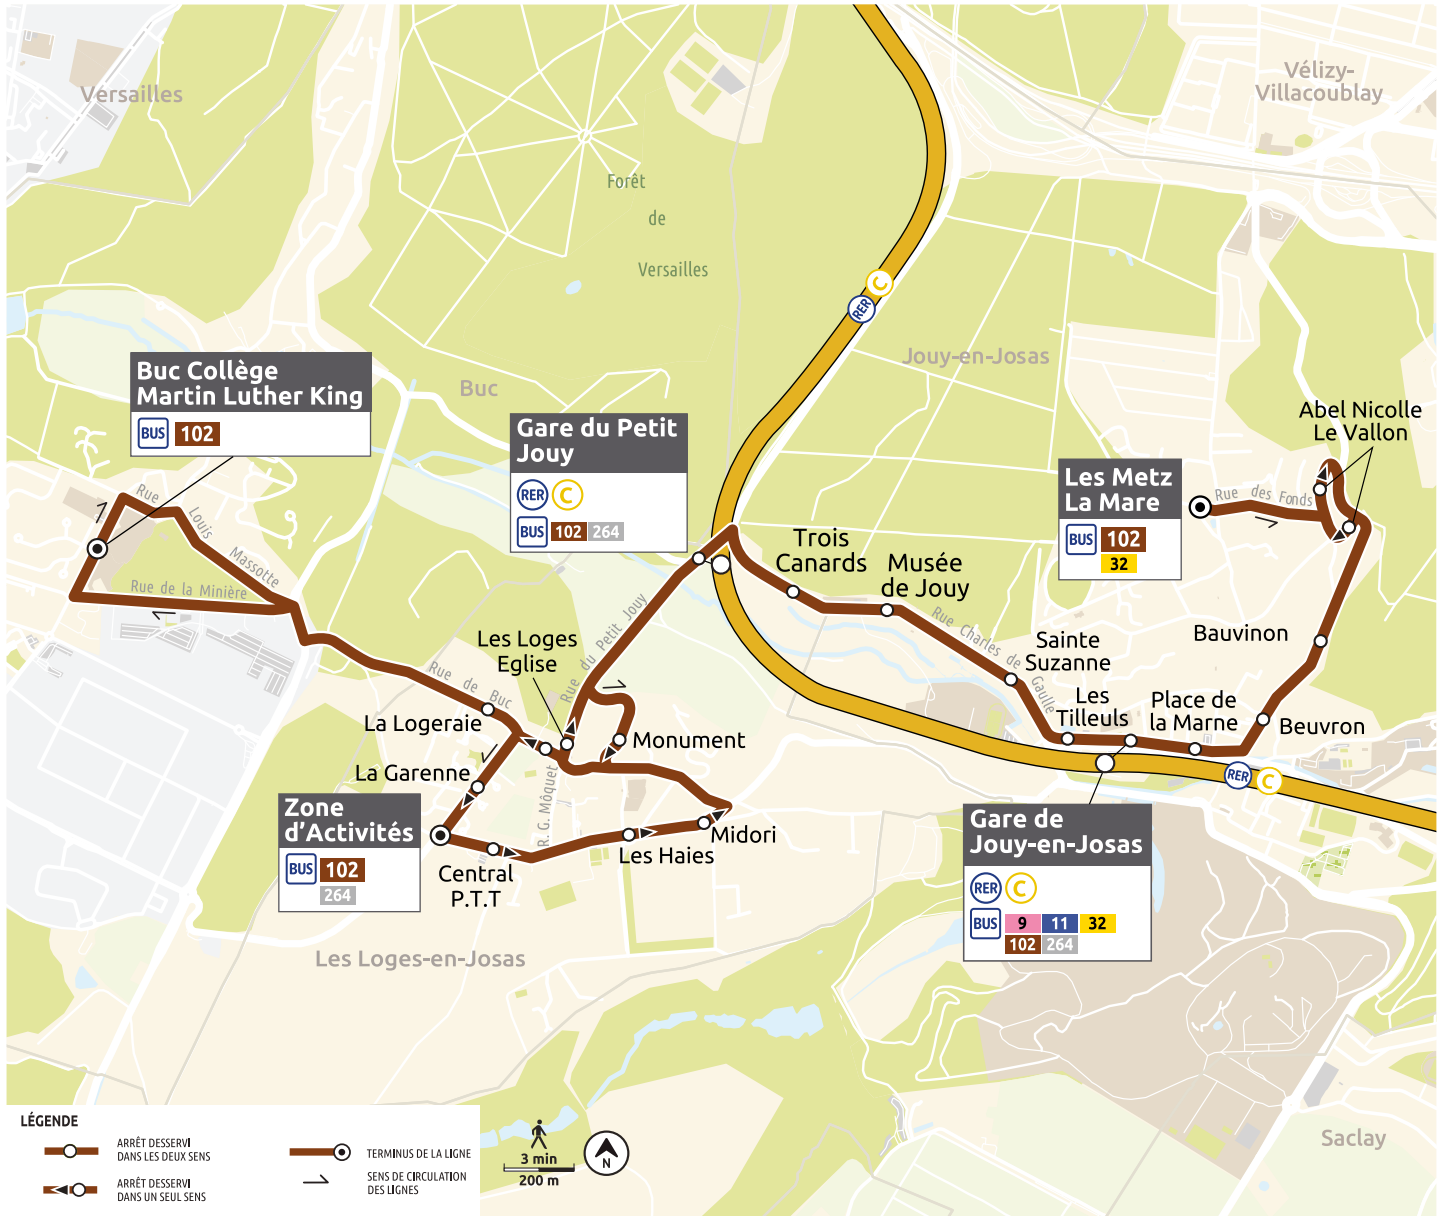 Versailles
Vélizy-
Villacoublay
Forêt
de
Versailles
Jouy-en-Josas
Buc
Buc Collège
Martin Luther King
BUS 102
Gare du Petit
Jouy
RER C
BUS 102 264
RER C
Abel Nicolle
Le Vallon
Les Metz
La Mare
BUS 102
32
Rue des Fonds
Rue Louis Massotte
Rue de la Minière
Trois
Canards
Musée
de Jouy
Rue Charles de Gaulle
Sainte
Suzanne
Les
Tilleuls
Place de
la Marne
Bauvinon
Beuvron
Les Loges
Eglise
Rue du Petit Jouy
Rue de Buc
La Logeraie
Monument
La Garenne
R. G. Môquet
Zone
d'Activités
BUS 102
264
Midori
Les Haies
Central
P.T.T
RER C
Gare de
Jouy-en-Josas
RER C
BUS 9 11 32
102 264
Les Loges-en-Josas
Saclay
LÉGENDE
ARRÊT DESSERVI
DANS LES DEUX SENS
ARRÊT DESSERVI
DANS UN SEUL SENS
TERMINUS DE LA LIGNE
SENS DE CIRCULATION
DES LIGNES
3 min
200 m
N